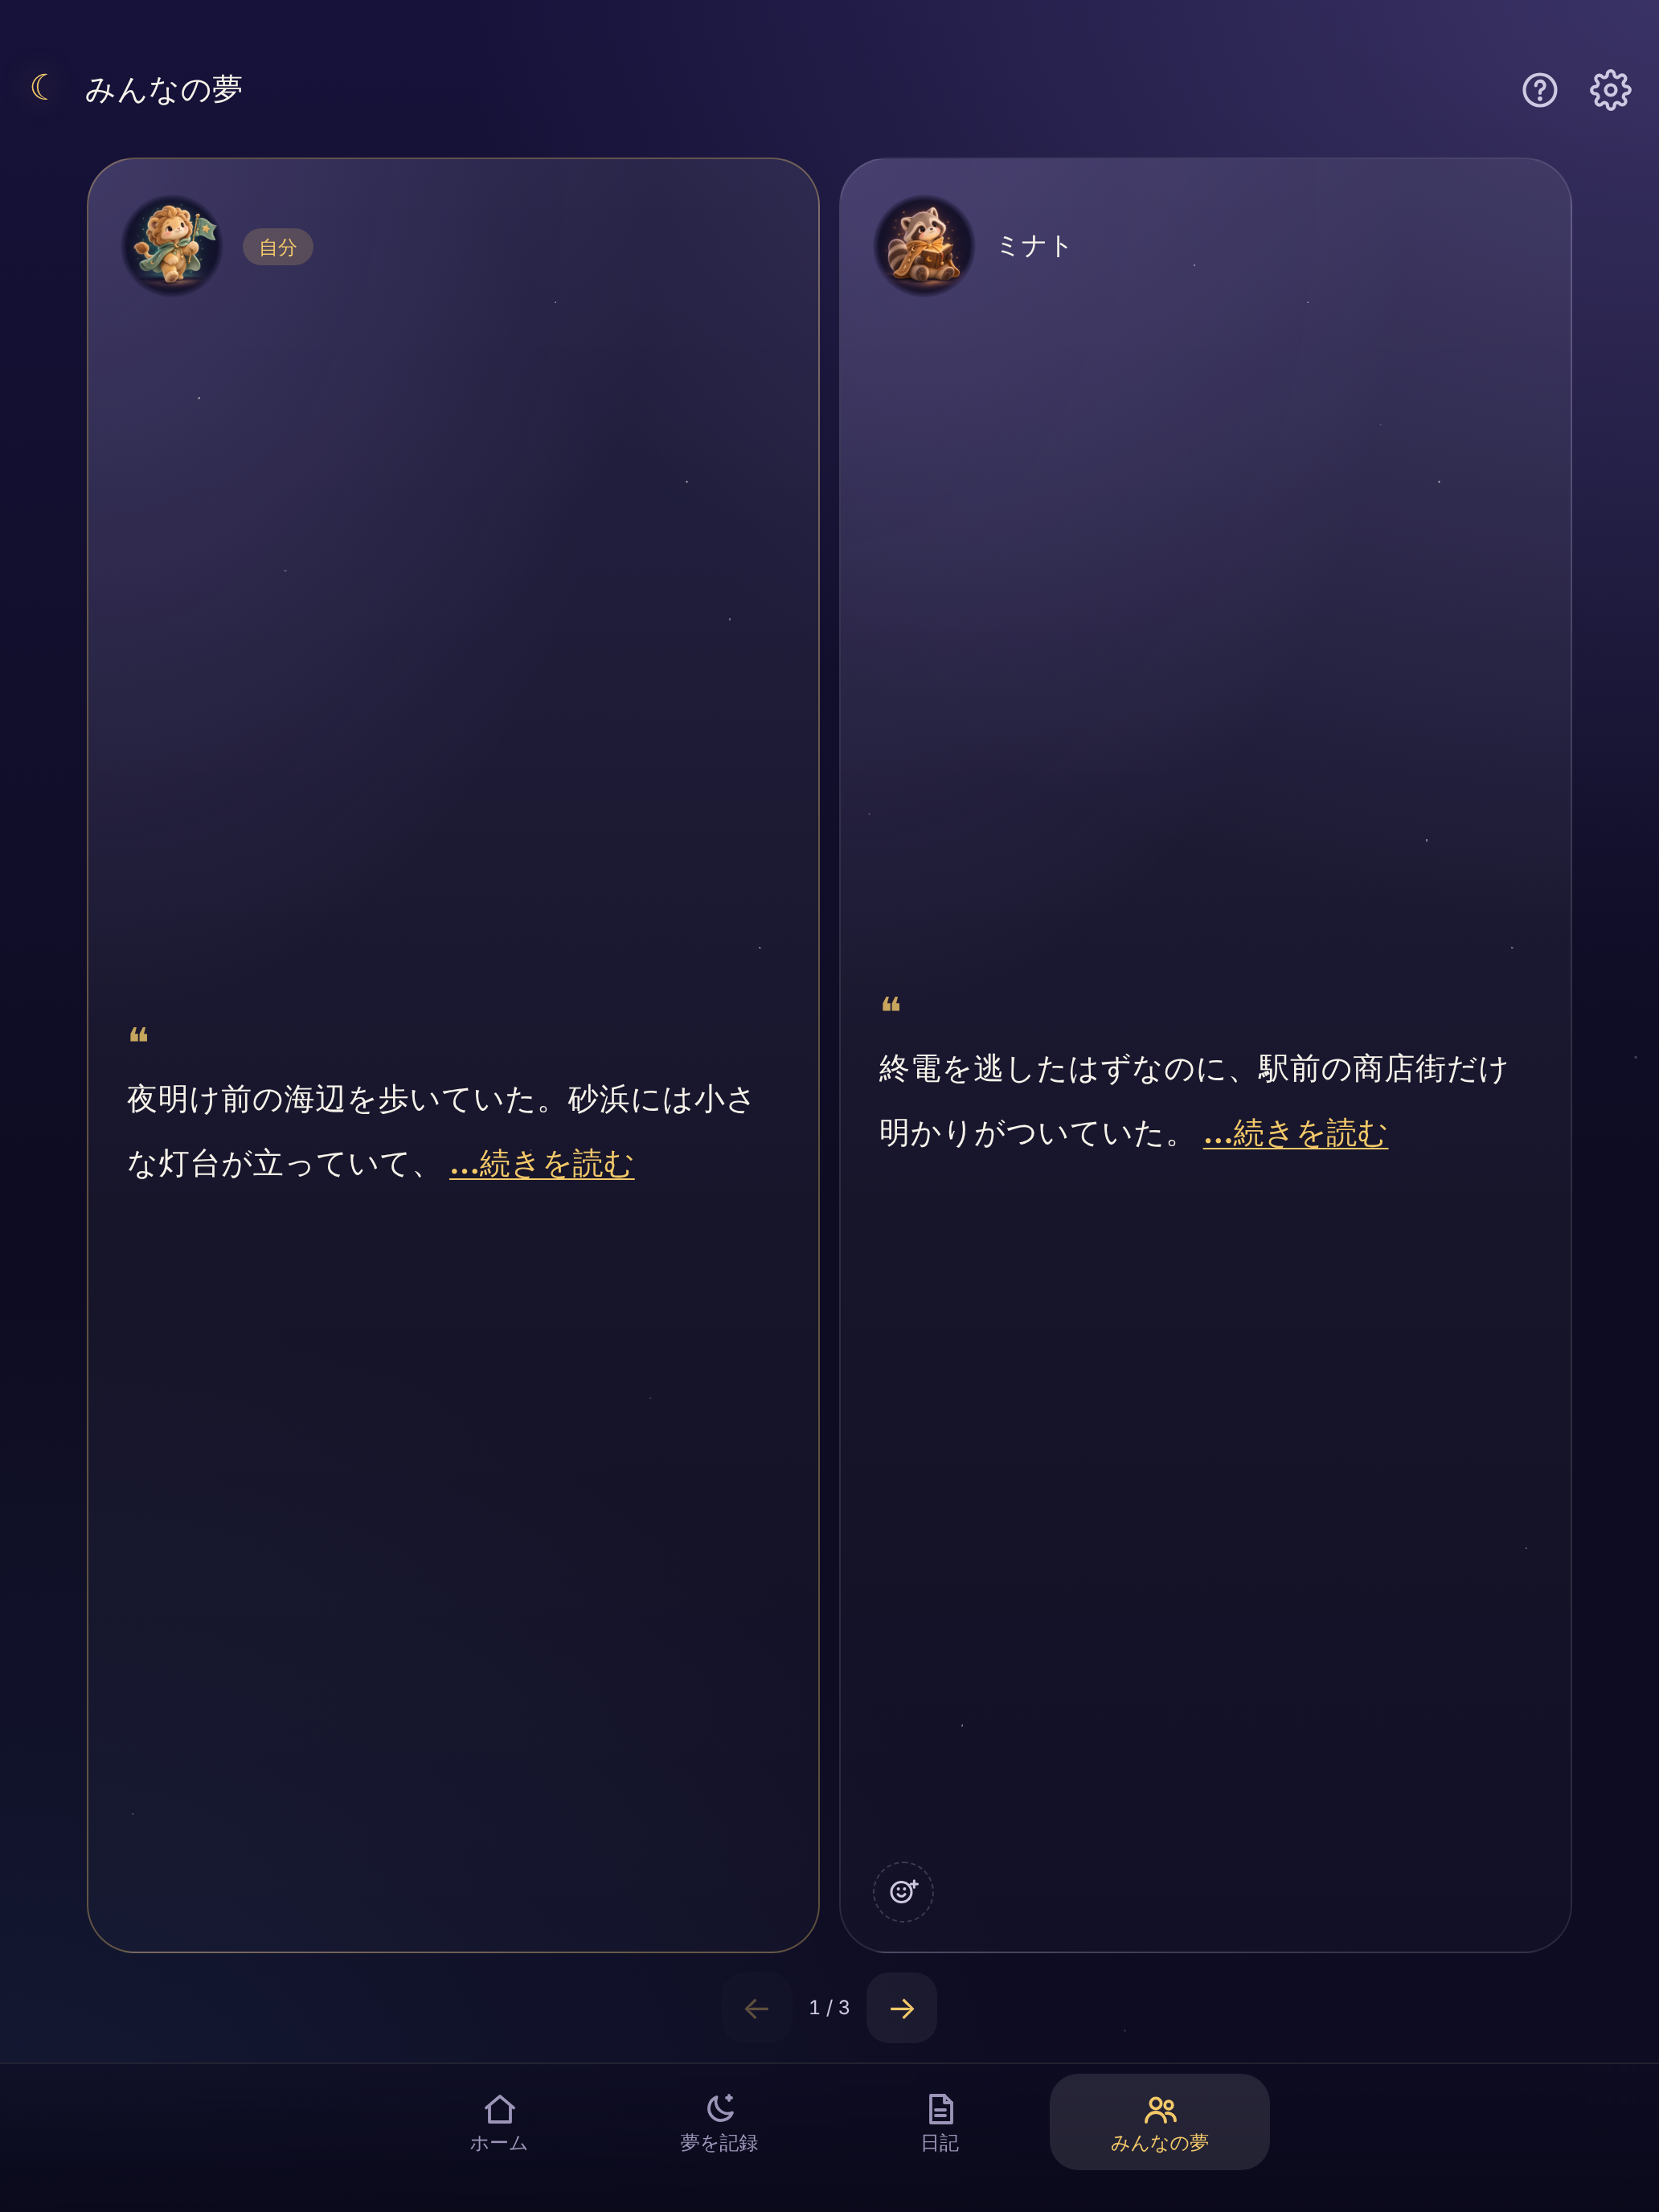 みんなの夢
自分
ミナト
❝
夜明け前の海辺を歩いていた。砂浜には小さ
な灯台が立っていて、 …続きを読む
❝
終電を逃したはずなのに、駅前の商店街だけ
明かりがついていた。 …続きを読む
1 / 3
ホーム
夢を記録
日記
みんなの夢